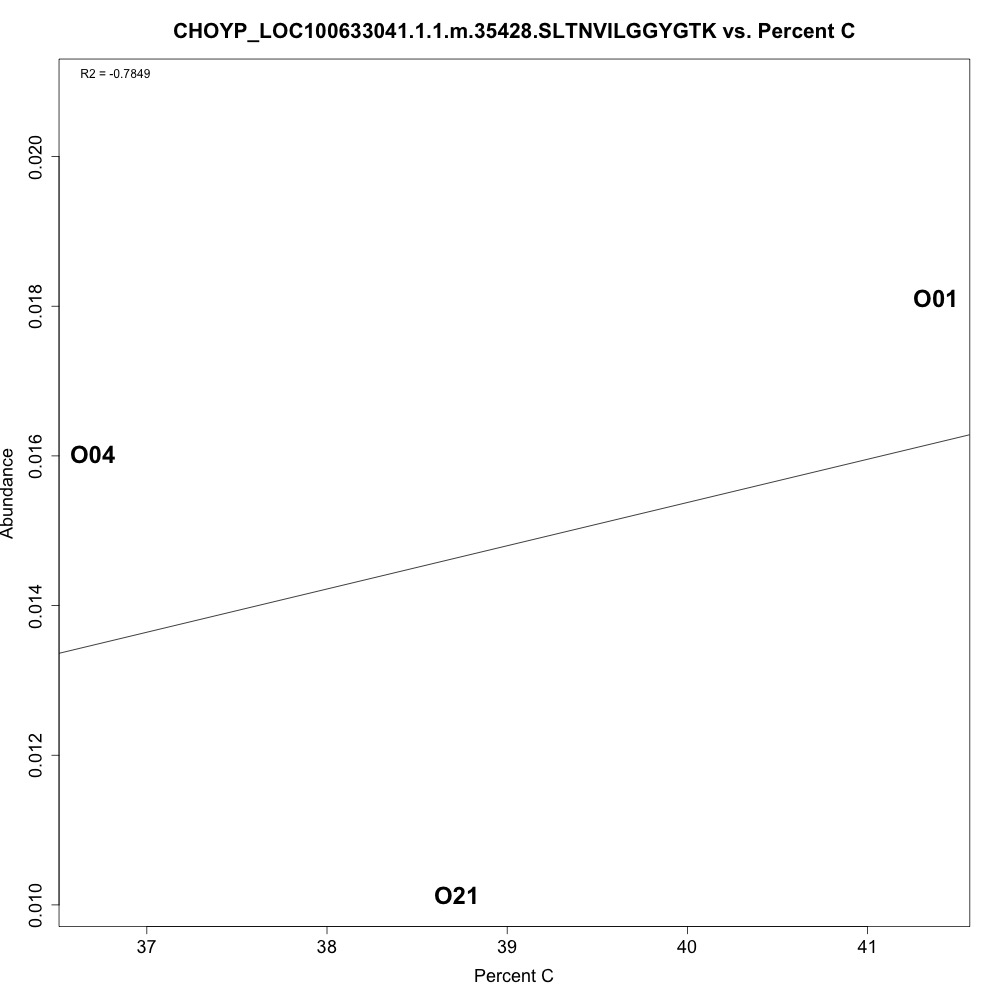 CHOYP_LOC100633041.1.1.m.35428.SLTNVILGGYGTK vs. Percent C
R2 = -0.7849
0.020
0.018
0.016
0.014
0.012
0.010
Abundance
O01
O04
O21
37 38 39 40 41
Percent C